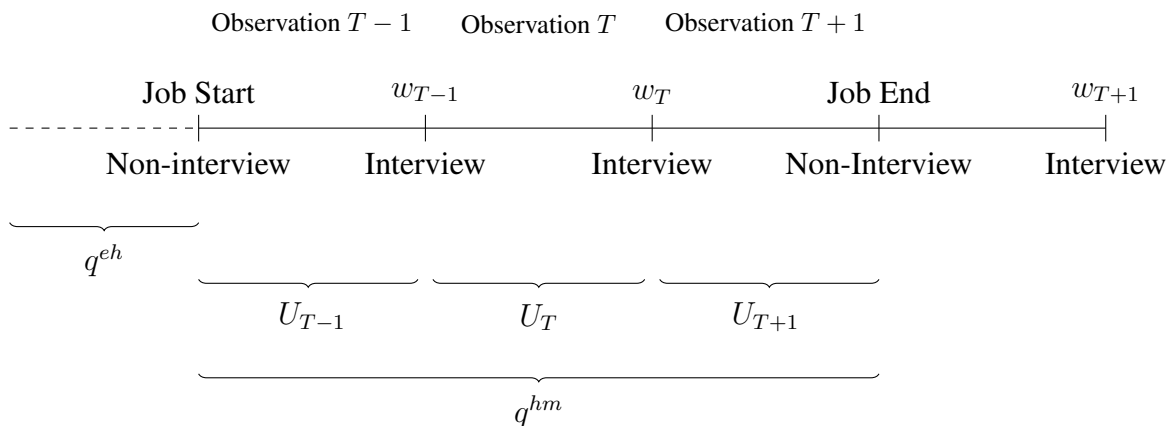 Observation T − 1 Observation T Observation T + 1
Job Start w_{T−1} w_T Job End w_{T+1}
Non-interview Interview Interview Non-Interview Interview
q^{eh}
U_{T−1} U_T U_{T+1}
q^{hm}